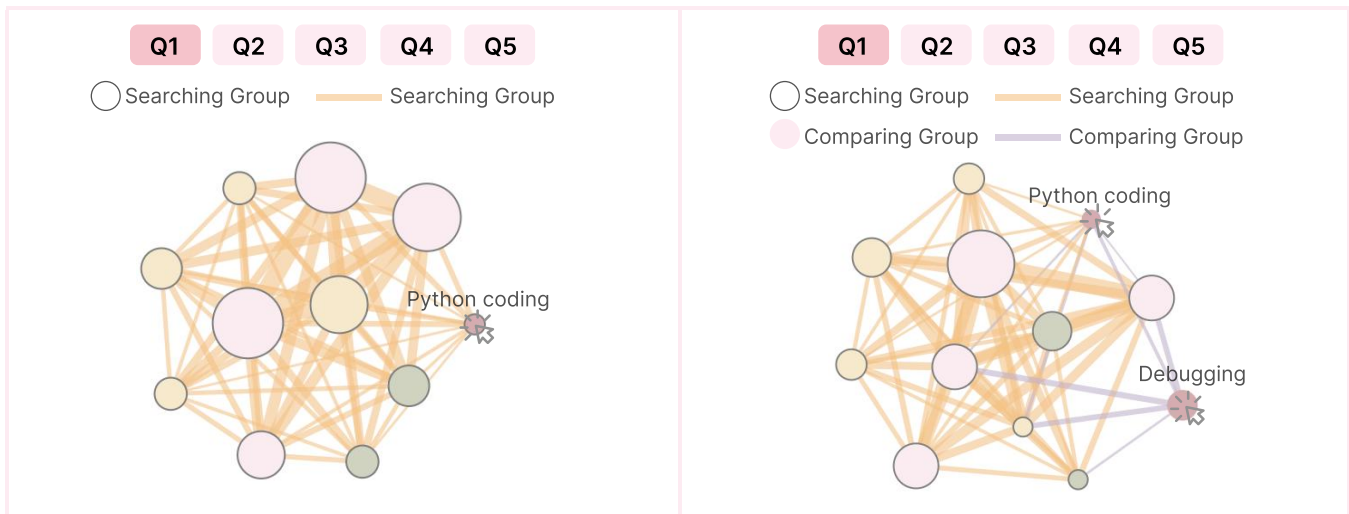 Q1 Q2 Q3 Q4 Q5
Searching Group Searching Group
Python coding
Q1 Q2 Q3 Q4 Q5
Searching Group Searching Group
Comparing Group Comparing Group
Python coding
Debugging